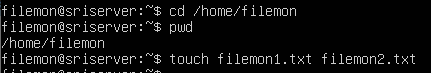 filemon@sriserver:~$ cd /home/filemon
filemon@sriserver:~$ pwd
/home/filemon
filemon@sriserver:~$ touch filemon1.txt filemon2.txt